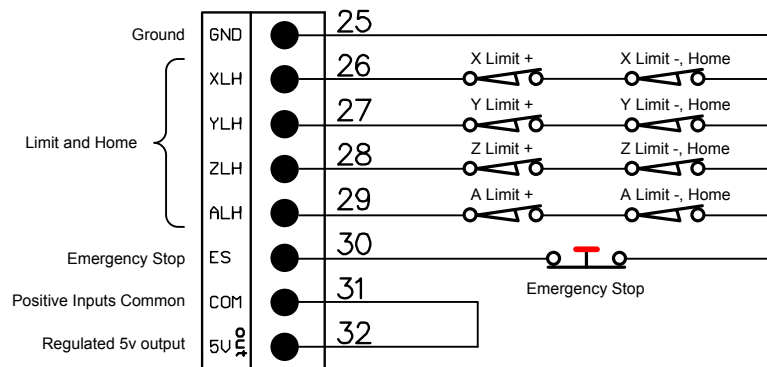 Ground GND 25
X Limit + X Limit -, Home
XLH 26
Y Limit + Y Limit -, Home
YLH 27
Limit and Home
Z Limit + Z Limit -, Home
ZLH 28
A Limit + A Limit -, Home
ALH 29
Emergency Stop ES 30
Emergency Stop
Positive Inputs Common COM 31
Regulated 5v output 5V out 32